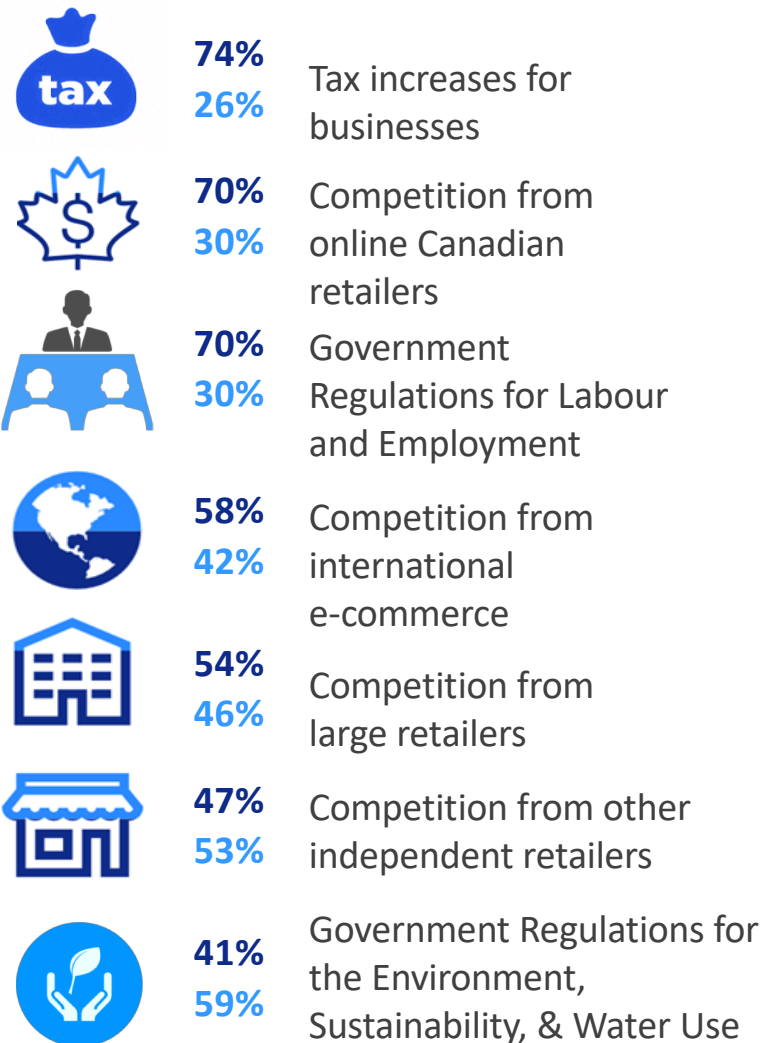 tax
74%
26%
Tax increases for
businesses
$
70%
30%
Competition from
online Canadian
retailers
70%
30%
Government
Regulations for Labour
and Employment
58%
42%
Competition from
international
e-commerce
54%
46%
Competition from
large retailers
47%
53%
Competition from other
independent retailers
41%
59%
Government Regulations for
the Environment,
Sustainability, & Water Use